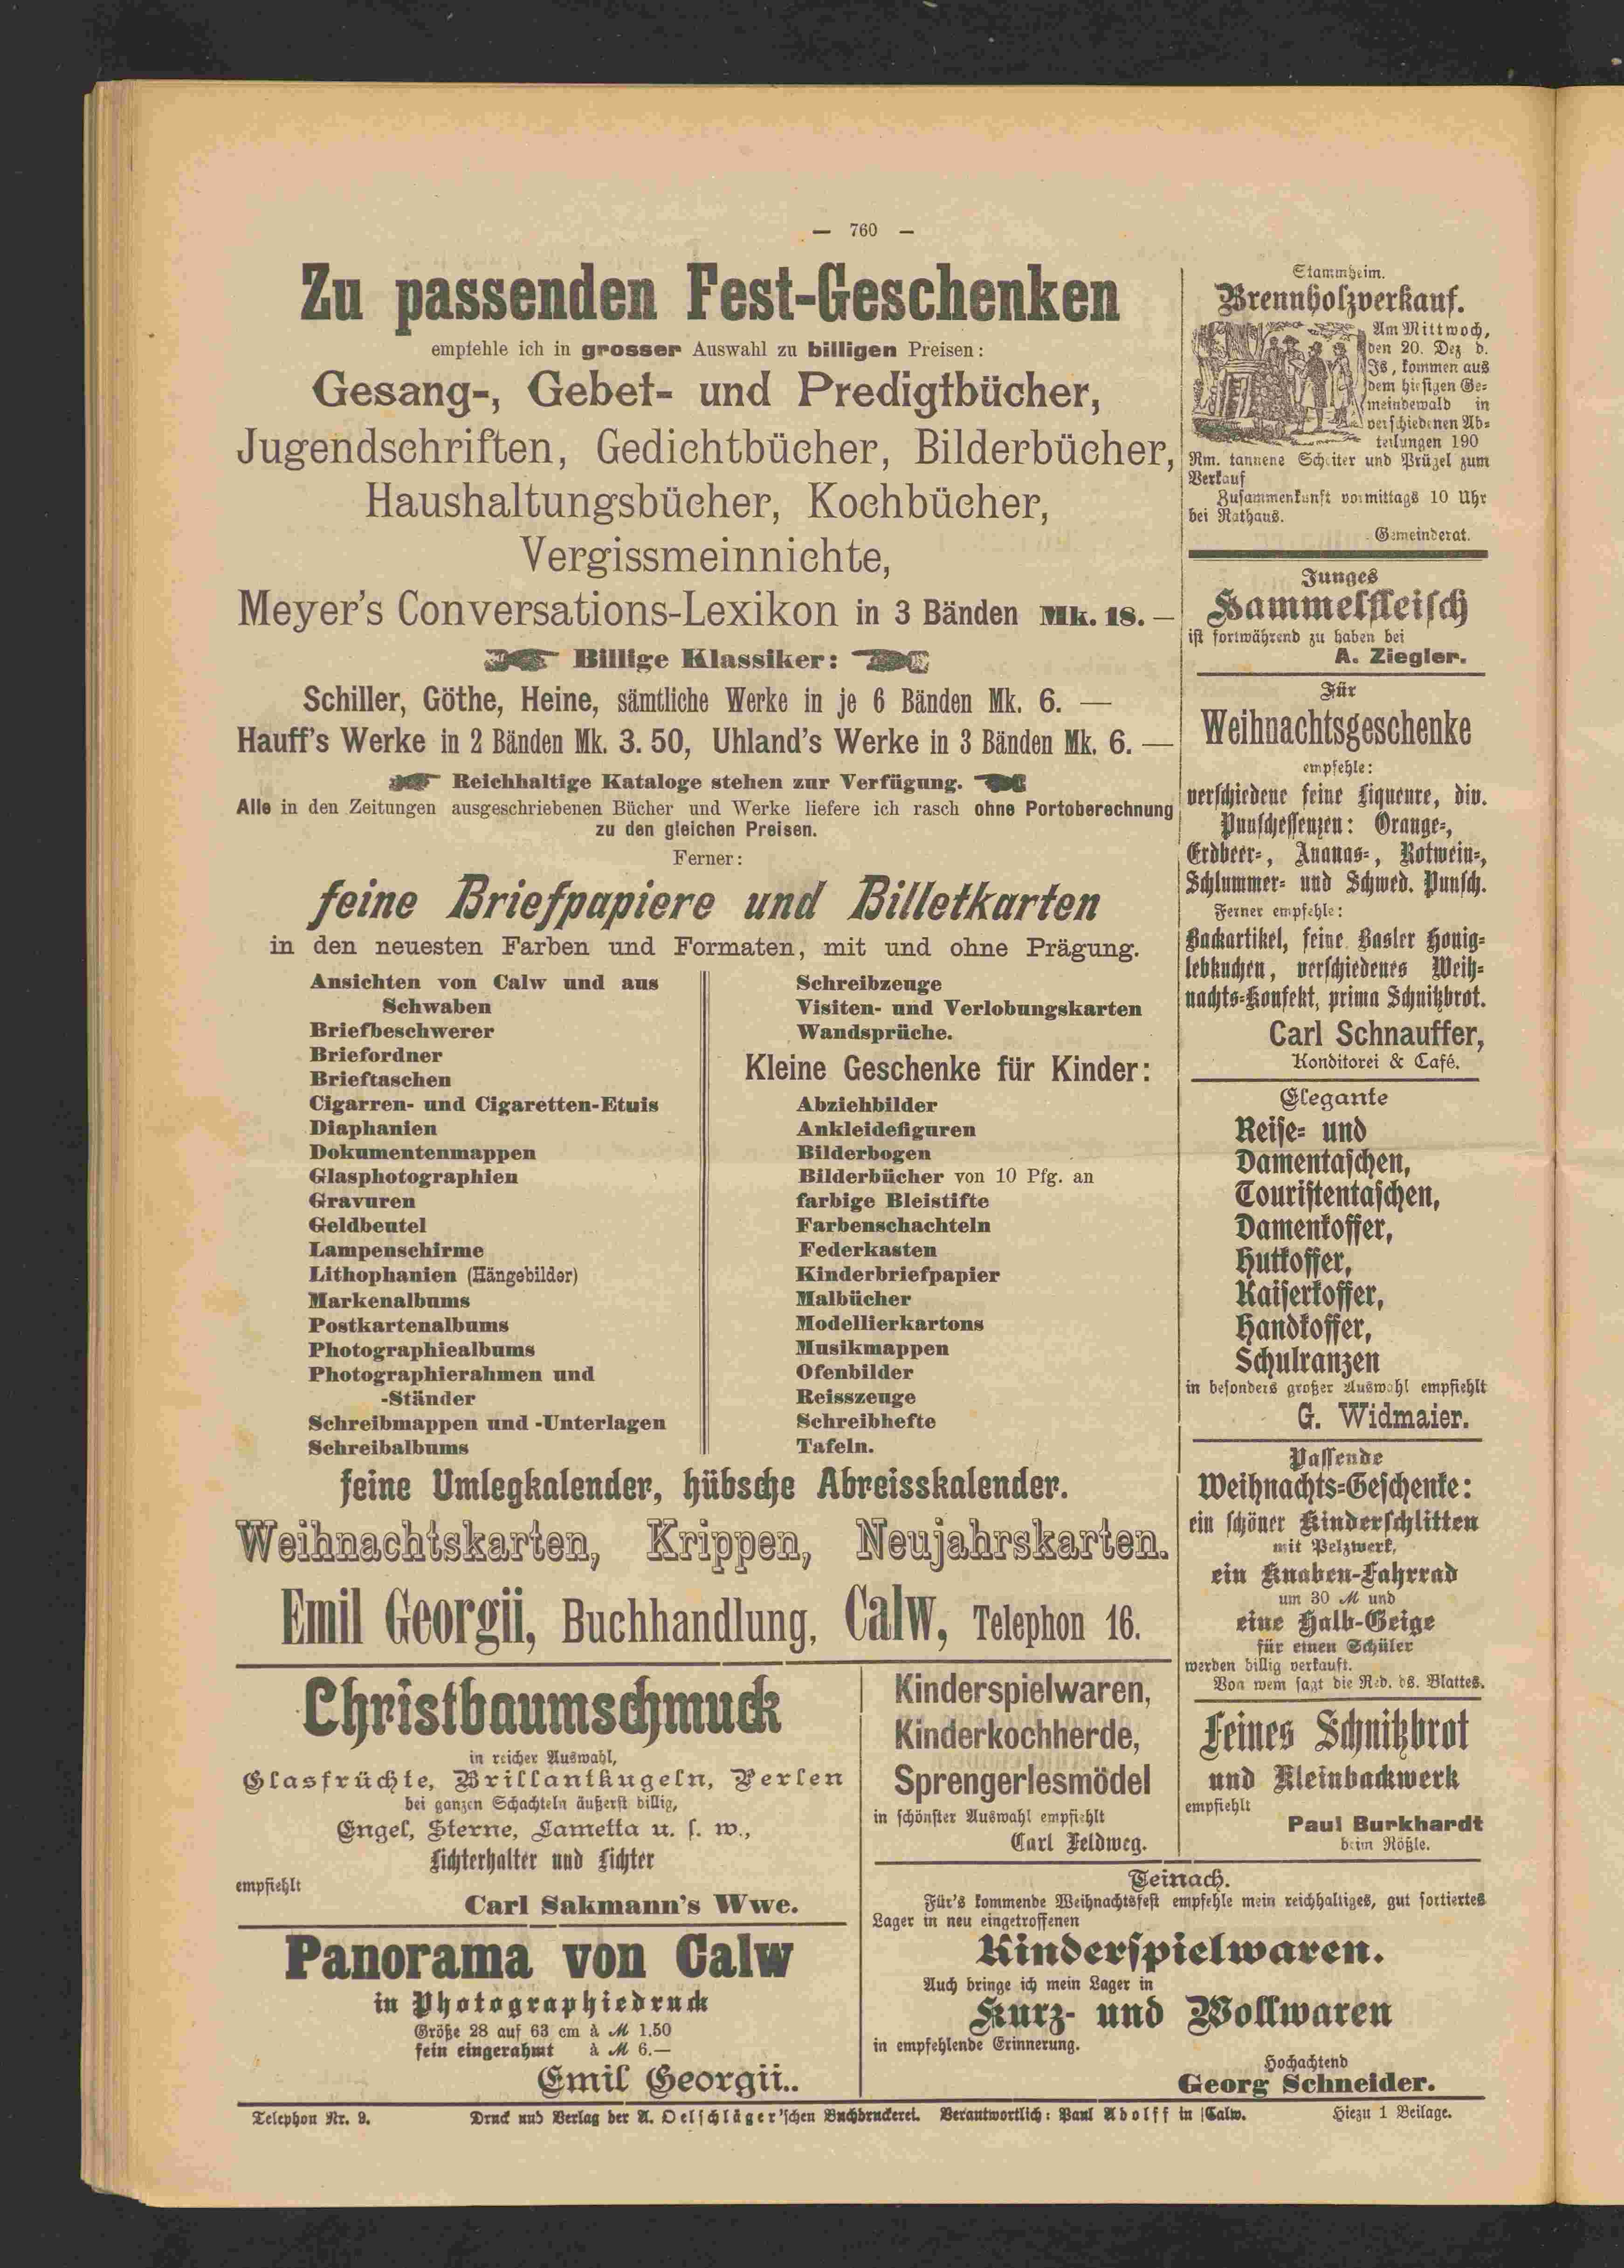 — 760 —
Zu passenden Fest-Geschenken
empfehle ich in grosser Auswahl zu billigen Preisen:
Gesang-, Gebet- und Predigtbücher,
Jugendschriften, Gedichtbücher, Bilderbücher,
Haushaltungsbücher, Kochbücher,
Vergissmeinnichte,
Meyer's Conversations-Lexikon in 3 Bänden Mk. 18. —
Billige Klassiker:
Schiller, Göthe, Heine, sämtliche Werke in je 6 Bänden Mk. 6. —
Hauff's Werke in 2 Bänden Mk. 3. 50, Uhland's Werke in 3 Bänden Mk. 6. —
Reichhaltige Kataloge stehen zur Verfügung.
Alle in den Zeitungen ausgeschriebenen Bücher und Werke liefere ich rasch ohne Portoberechnung
zu den gleichen Preisen.
Ferner:
feine Briefpapiere und Billetkarten
in den neuesten Farben und Formaten, mit und ohne Prägung.
Ansichten von Calw und aus
Schwaben
Briefbeschwerer
Briefordner
Brieftaschen
Cigarren- und Cigaretten-Etuis
Diaphanien
Dokumentenmappen
Glasphotographien
Gravuren
Geldbeutel
Lampenschirme
Lithophanien (Hängebilder)
Markenalbums
Postkartenalbums
Photographiealbums
Photographierahmen und
-Ständer
Schreibmappen und -Unterlagen
Schreibalbums
Schreibzeuge
Visiten- und Verlobungskarten
Wandsprüche.
Kleine Geschenke für Kinder:
Abziehbilder
Ankleidefiguren
Bilderbogen
Bilderbücher von 10 Pfg. an
farbige Bleistifte
Farbenschachteln
Federkasten
Kinderbriefpapier
Malbücher
Modellierkartons
Musikmappen
Ofenbilder
Reisszeuge
Schreibhefte
Tafeln.
feine Umlegkalender, hübsche Abreisskalender.
Weihnachtskarten, Krippen, Neujahrskarten.
Emil Georgii, Buchhandlung, Calw, Telephon 16.
Christbaumschmuck
in reicher Auswahl,
Glasfrüchte, Brillantkugeln, Perlen
bei ganzen Schachteln äußerst billig,
Engel, Sterne, Lametta u. s. w.,
Lichterhalter und Lichter
empfiehlt
Carl Sakmann's Wwe.
Panorama von Calw
in Photographiedruck
Größe 28 auf 63 cm à M 1.50
fein eingerahmt à M 6.—
Emil Georgii..
Kinderspielwaren,
Kinderkochherde,
Sprengerlesmödel
in schönster Auswahl empfiehlt
Carl Feldweg.
Stammheim.
Brennholzverkauf.
Am Mittwoch,
den 20. Dez d.
Js, kommen aus
dem hiesigen Ge-
meindewald in
verschiedenen Ab-
teilungen 190
Rm. tannene Scheiter und Prügel zum
Verkauf
Zusammenkunft vormittags 10 Uhr
bei Rathaus.
Gemeinderat.
Junges
Hammelfleisch
ist fortwährend zu haben bei
A. Ziegler.
Für
Weihnachtsgeschenke
empfehle:
verschiedene feine Liqueure, div.
Punschessenzen: Orange-,
Erdbeer-, Ananas-, Rotwein-,
Schlummer- und Schwed. Punsch.
Ferner empfehle:
Backartikel, feine Basler Honig-
lebkuchen, verschiedenes Weih-
nachts-Konfekt, prima Schnitzbrot.
Carl Schnauffer,
Konditorei & Café.
Elegante
Reise- und
Damentaschen,
Touristentaschen,
Damenkoffer,
Hutkoffer,
Kaiserkoffer,
Handkoffer,
Schulranzen
in besonders großer Auswahl empfiehlt
G. Widmaier.
Passende
Weihnachts-Geschenke:
ein schöner Kinderschlitten
mit Pelzwerk,
ein Knaben-Fahrrad
um 30 M und
eine Halb-Geige
für einen Schüler
werden billig verkauft.
Von wem sagt die Red. ds. Blattes.
Feines Schnitzbrot
und Kleinbackwerk
empfiehlt
Paul Burkhardt
beim Rößle.
Teinach.
Für's kommende Weihnachtsfest empfehle mein reichhaltiges, gut sortiertes
Lager in neu eingetroffenen
Kinderspielwaren.
Auch bringe ich mein Lager in
Kurz- und Wollwaren
in empfehlende Erinnerung.
Hochachtend
Georg Schneider.
Telephon Nr. 9. Druck und Verlag der A. Oelschläger'schen Buchdruckerei. Verantwortlich: Paul Adolff in Calw. Hiezu 1 Beilage.